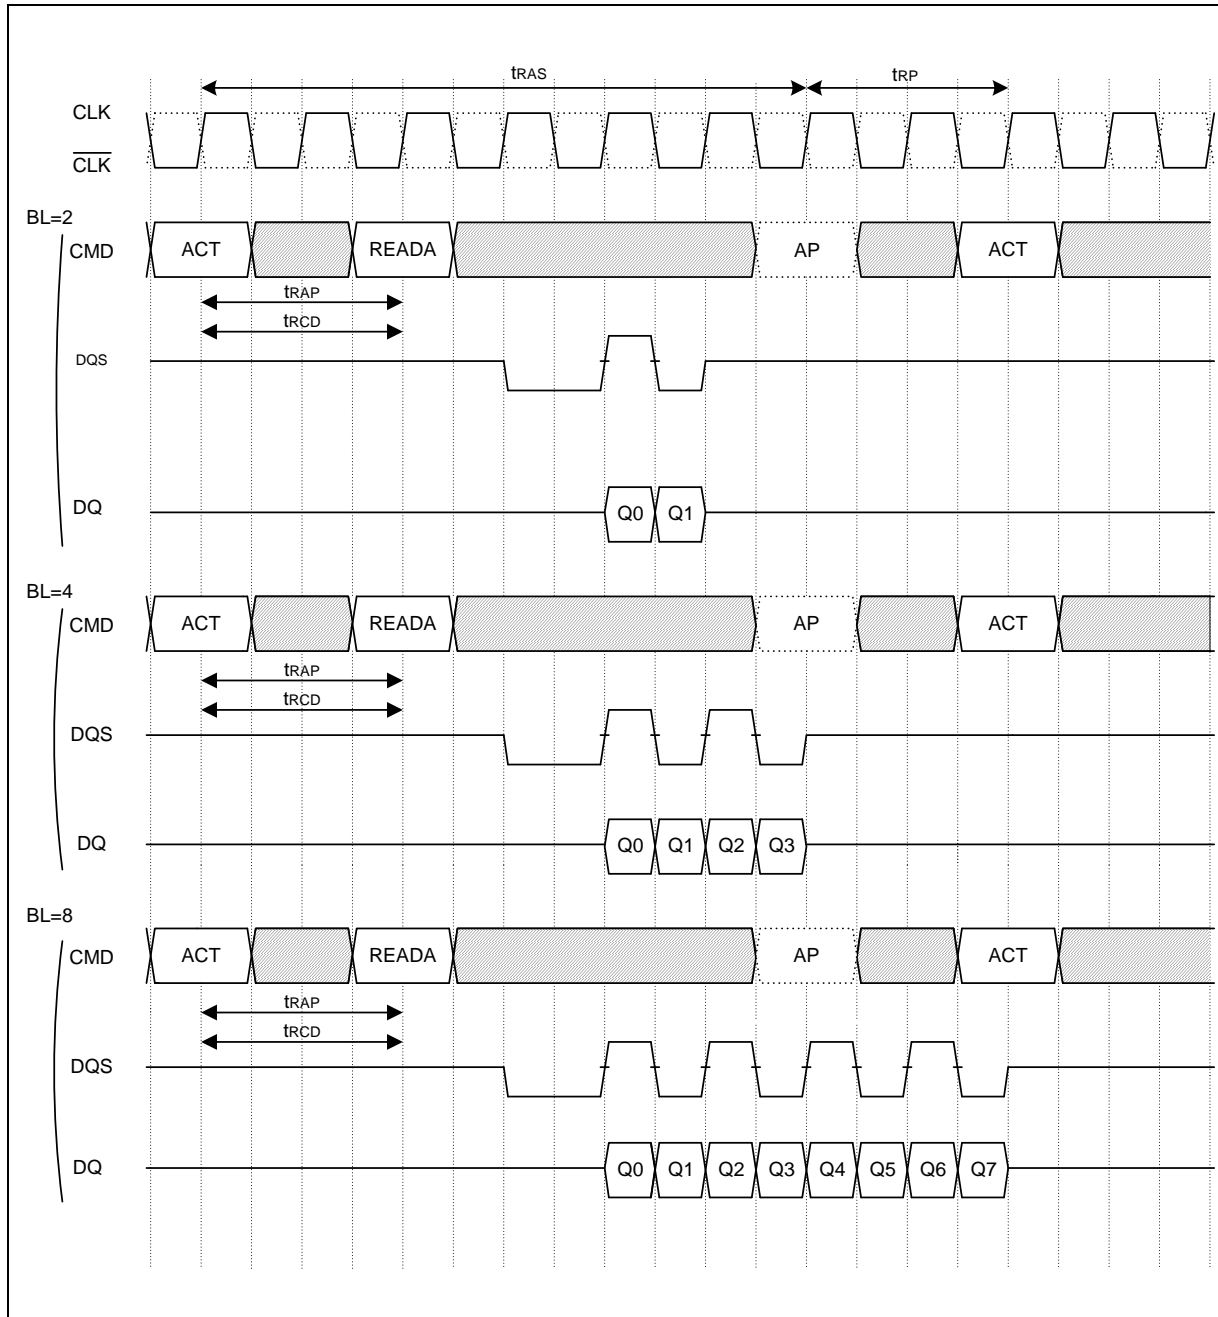 tRAS
tRP
CLK
CLK
BL=2
CMD ACT READA AP ACT
tRAP
tRCD
DQS
DQ Q0 Q1
BL=4
CMD ACT READA AP ACT
tRAP
tRCD
DQS
DQ Q0 Q1 Q2 Q3
BL=8
CMD ACT READA AP ACT
tRAP
tRCD
DQS
DQ Q0 Q1 Q2 Q3 Q4 Q5 Q6 Q7